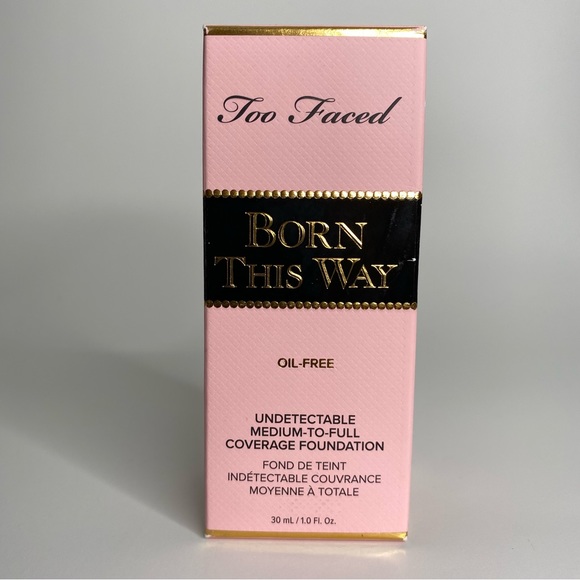 Too Faced
BORN
THIS WAY
OIL-FREE
UNDETECTABLE
MEDIUM-TO-FULL
COVERAGE FOUNDATION
FOND DE TEINT
INDÉTECTABLE COUVRANCE
MOYENNE À TOTALE
30 mL / 1.0 Fl. Oz.